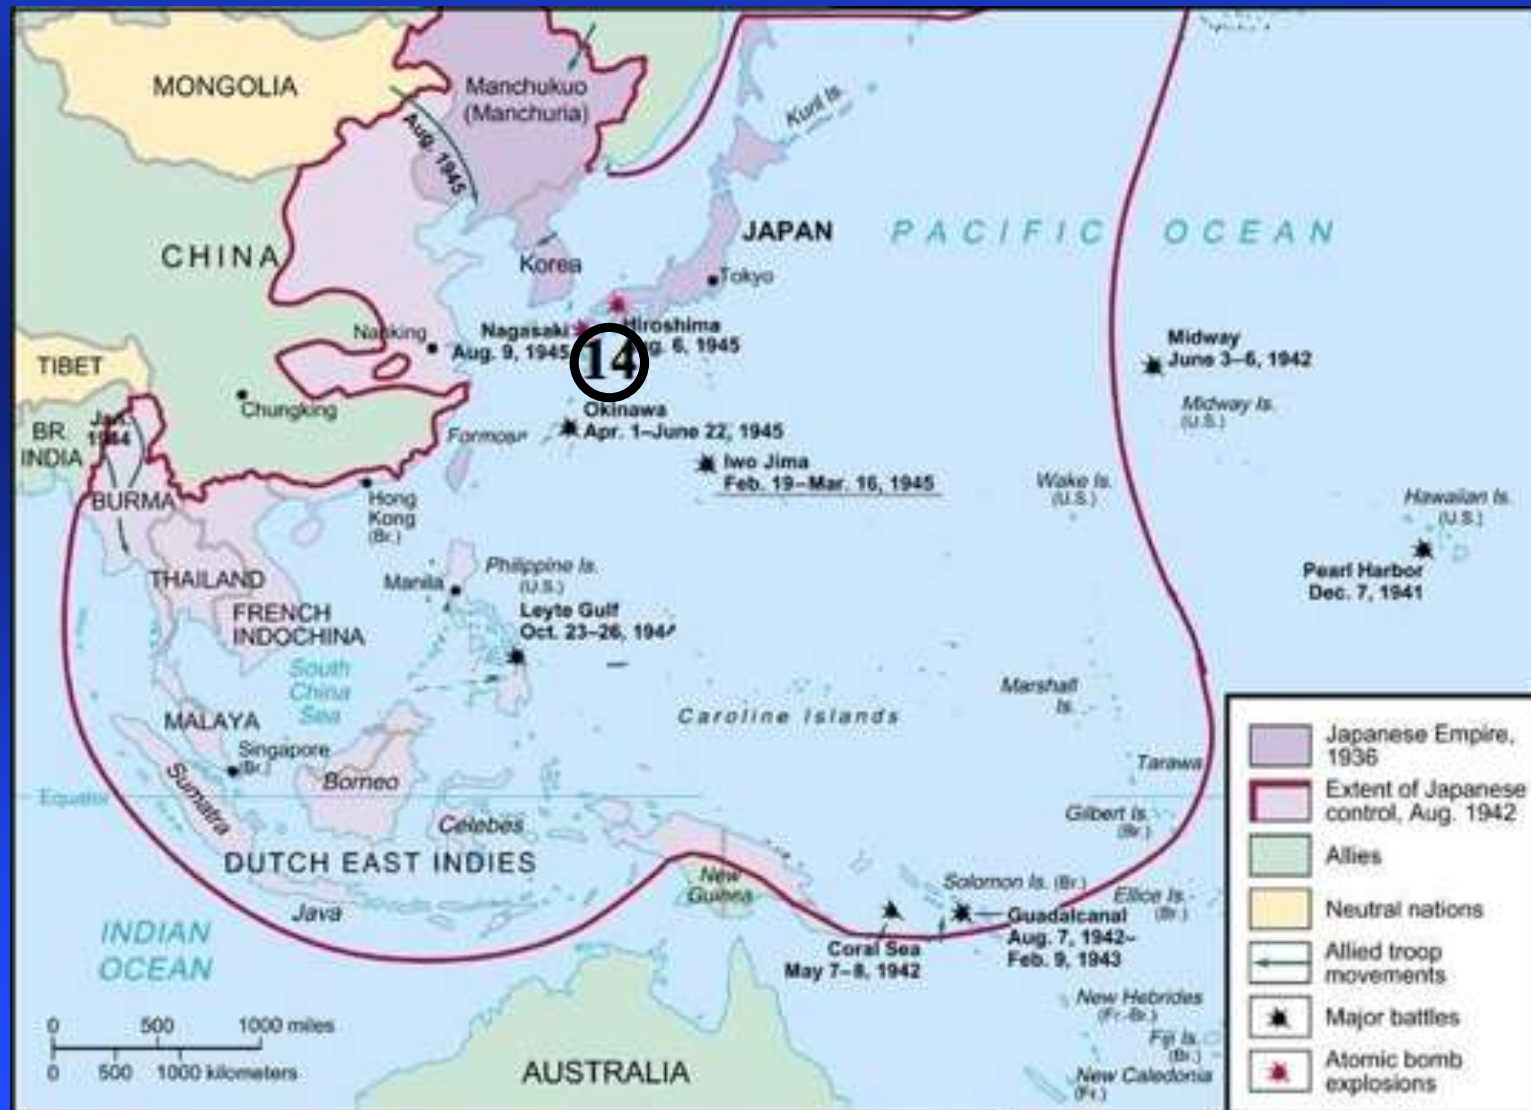 MONGOLIA
Manchukuo
(Manchuria)
Aug. 1945
Kuril Is.
JAPAN
PACIFIC OCEAN
CHINA
Korea
Tokyo
Nanking
Nagasaki
Aug. 9, 1945
Hiroshima
ug. 6, 1945
14
Midway
June 3–6, 1942
Midway Is.
(U.S.)
TIBET
Chungking
Okinawa
Apr. 1–June 22, 1945
Formosa
BR.
INDIA
Jan.
1944
Iwo Jima
Feb. 19–Mar. 16, 1945
Wake Is.
(U.S.)
Hawaiian Is.
(U.S.)
BURMA
Hong
Kong
(Br.)
Pearl Harbor
Dec. 7, 1941
THAILAND
Manila
Philippine Is.
(U.S.)
FRENCH
INDOCHINA
Leyte Gulf
Oct. 23–26, 1944
South
China
Sea
Marshall
Is.
Caroline Islands
MALAYA
Singapore
(Br.)
Borneo
Sumatra
Tarawa
Equator
Celebes
Gilbert Is.
(Br.)
DUTCH EAST INDIES
New
Guinea
Solomon Is. (Br.)
Ellice Is.
(Br.)
Java
Guadalcanal
Aug. 7, 1942–
Feb. 9, 1943
INDIAN
OCEAN
Coral Sea
May 7–8, 1942
New Hebrides
(Fr.-Br.)
Fiji Is.
(Br.)
New Caledonia
(Fr.)
AUSTRALIA
0 500 1000 miles
0 500 1000 kilometers
Japanese Empire,
1936
Extent of Japanese
control, Aug. 1942
Allies
Neutral nations
Allied troop
movements
Major battles
Atomic bomb
explosions